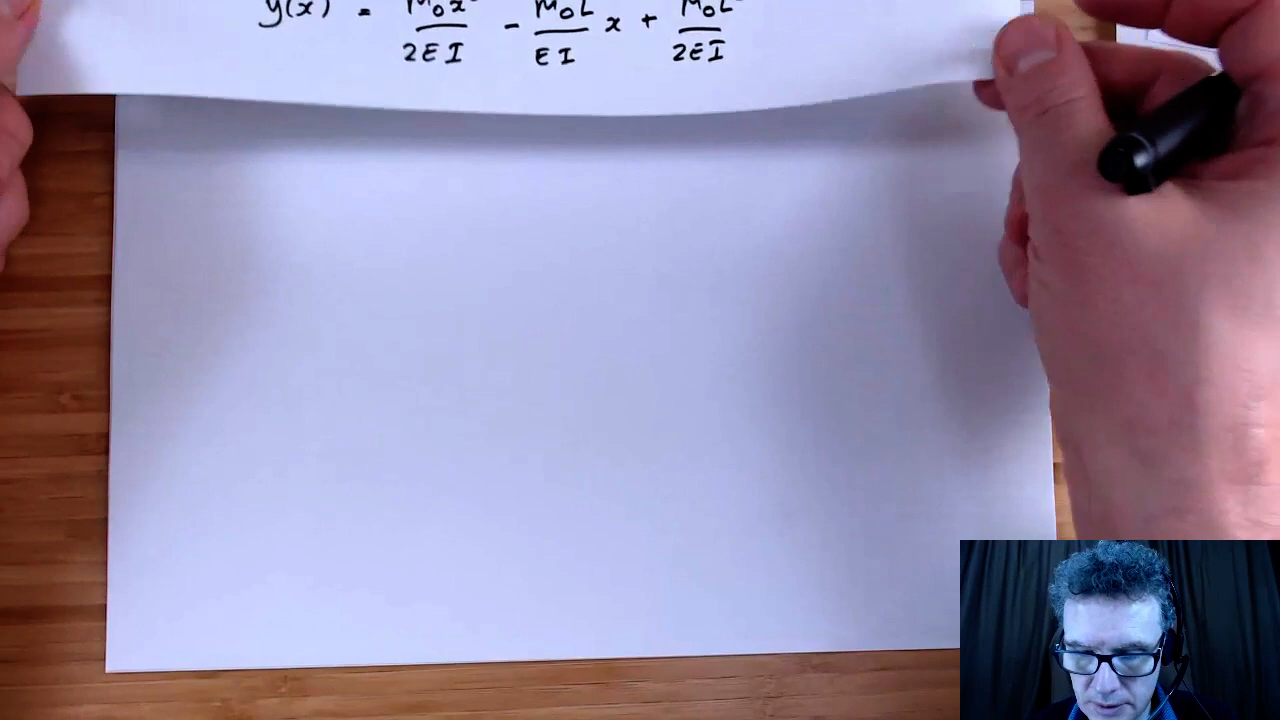 y(x) = M₀x² / 2EI - M₀L / EI x + M₀L² / 2EI